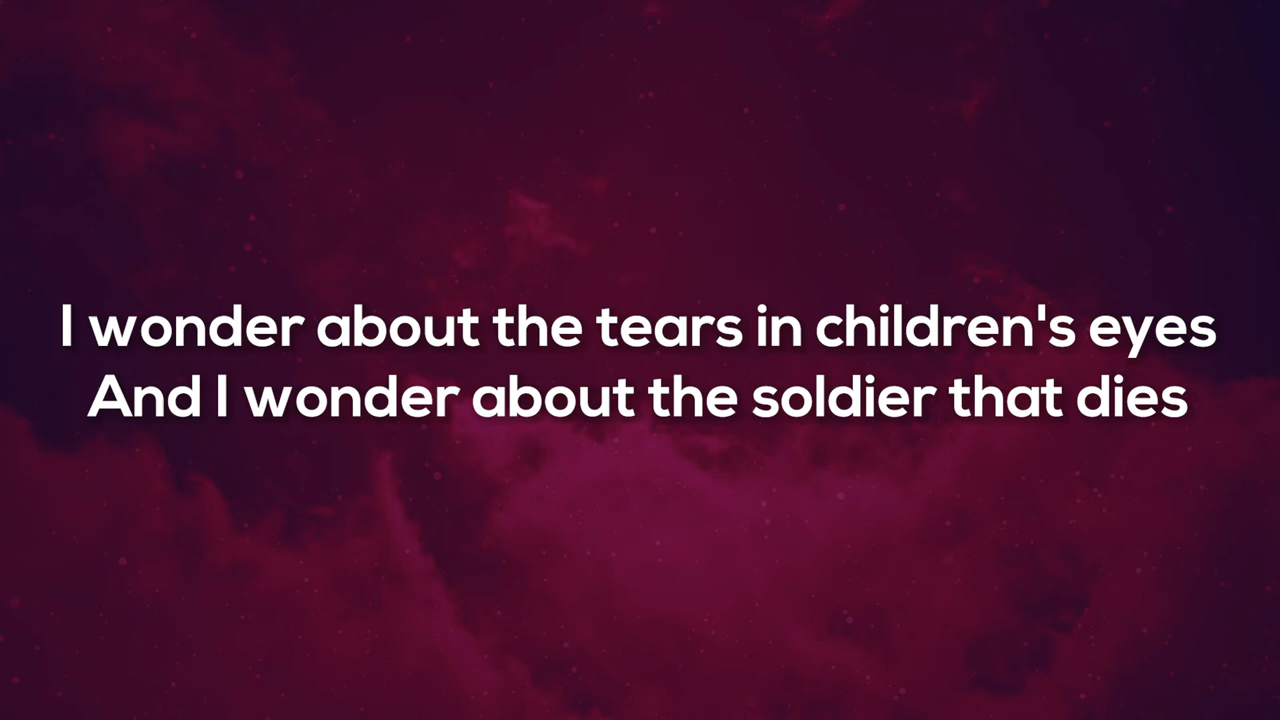 I wonder about the tears in children's eyes
And I wonder about the soldier that dies